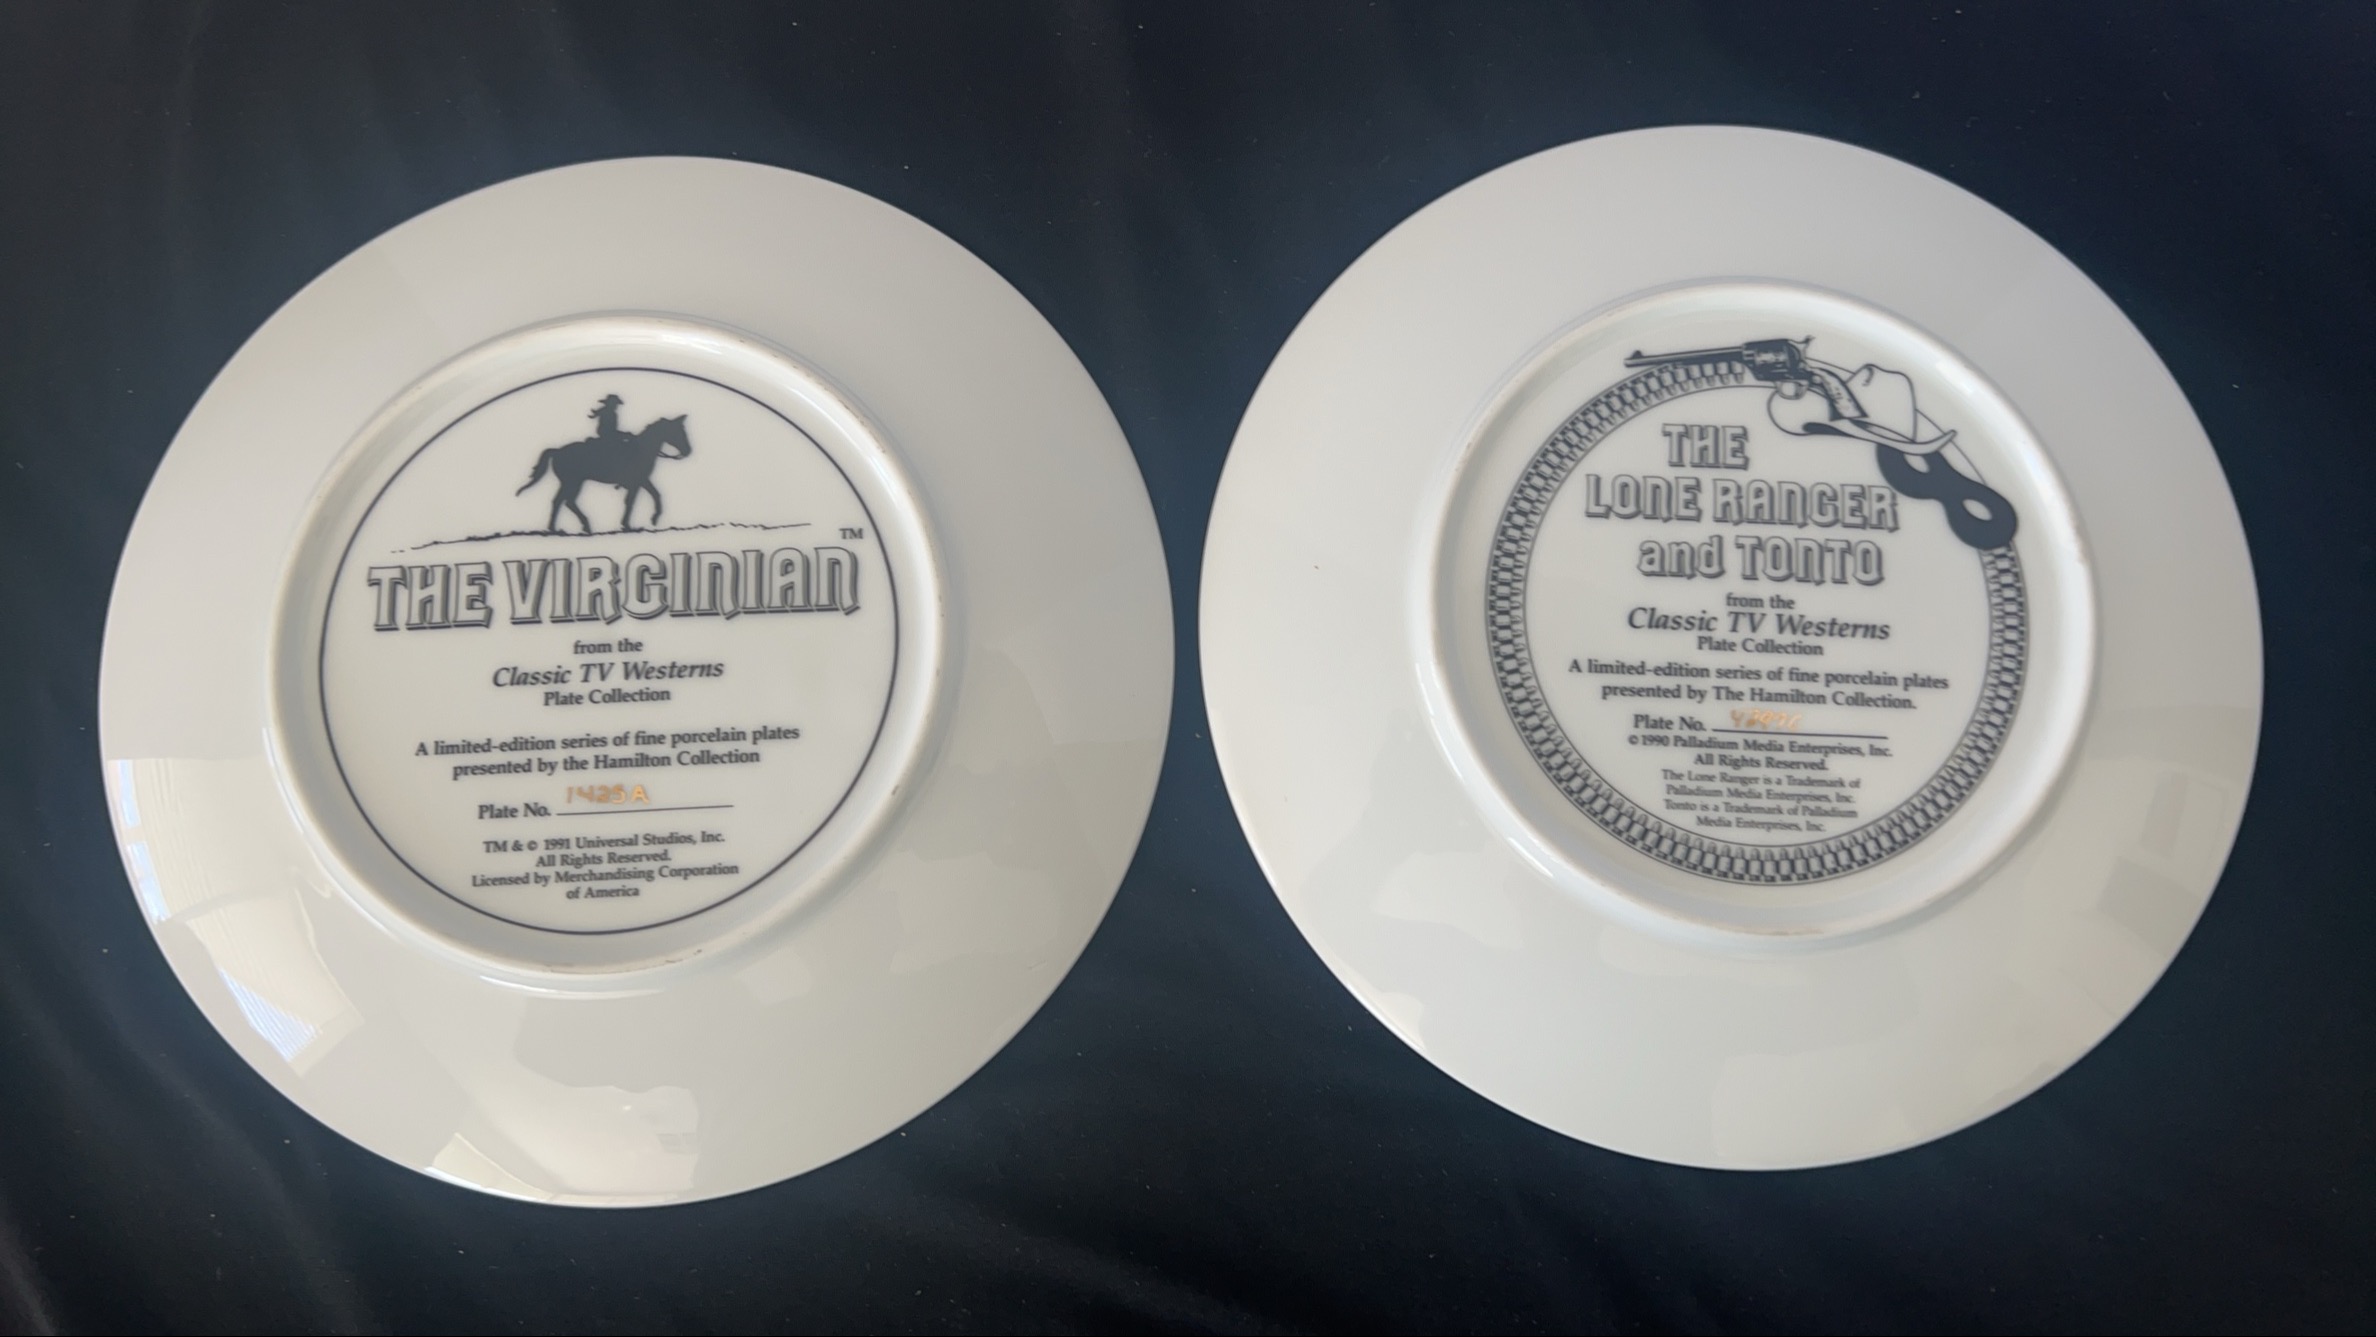 THE VIRGINIAN™
from the
Classic TV Westerns
Plate Collection
A limited-edition series of fine porcelain plates
presented by the Hamilton Collection
Plate No. 1425A
TM & © 1991 Universal Studios, Inc.
All Rights Reserved.
Licensed by Merchandising Corporation
of America
THE
LONE RANGER
and TONTO
from the
Classic TV Westerns
Plate Collection
A limited-edition series of fine porcelain plates
presented by The Hamilton Collection.
Plate No.
©1990 Palladium Media Enterprises, Inc.
All Rights Reserved.
The Lone Ranger is a Trademark of
Palladium Media Enterprises, Inc.
Tonto is a Trademark of Palladium
Media Enterprises, Inc.